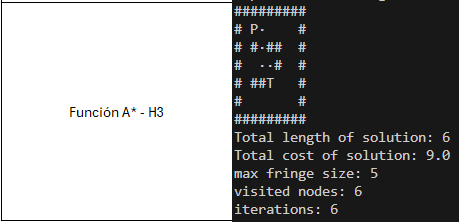 Función A* - H3
#########
# P·    #
# #·##  #
#  ··#  #
# ##T   #
#       #
#########
Total length of solution: 6
Total cost of solution: 9.0
max fringe size: 5
visited nodes: 6
iterations: 6